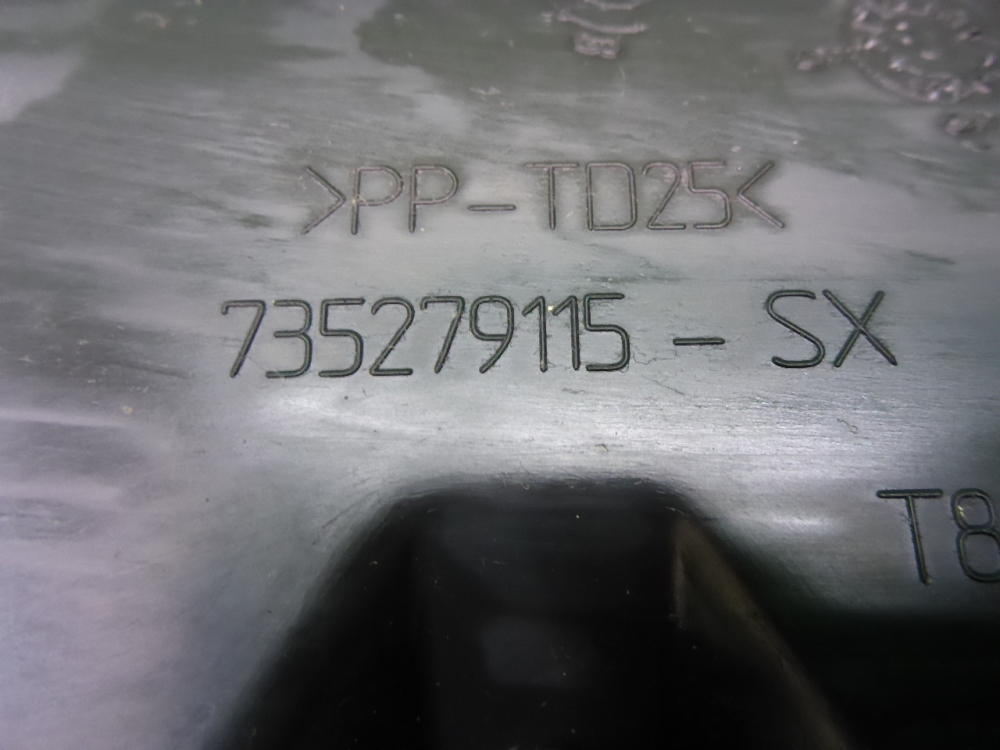 >PP-TD25<
735279115 - SX
T8